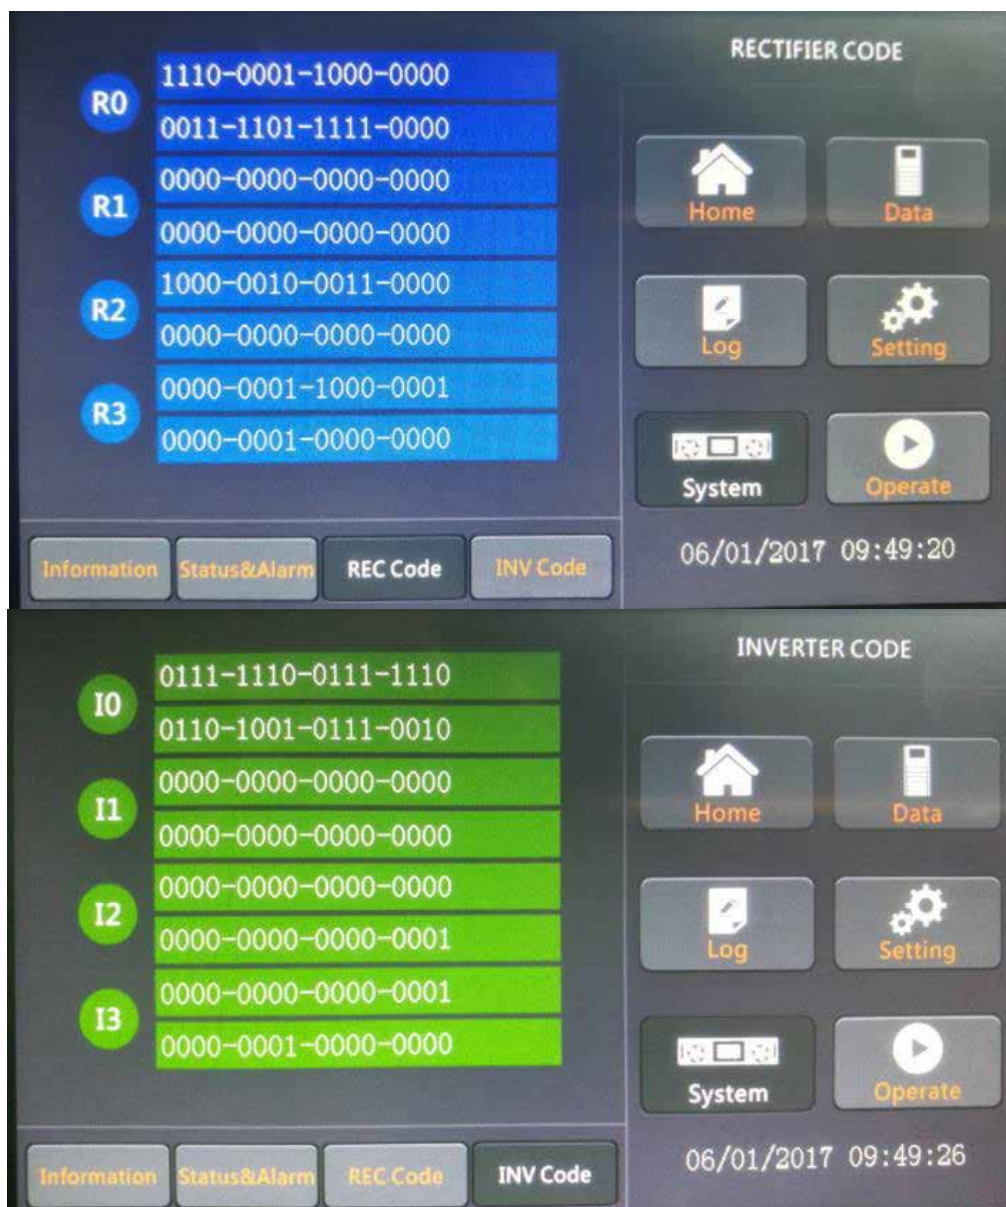 RECTIFIER CODE
R0
1110-0001-1000-0000
0011-1101-1111-0000
R1
0000-0000-0000-0000
0000-0000-0000-0000
R2
1000-0010-0011-0000
0000-0000-0000-0000
R3
0000-0001-1000-0001
0000-0001-0000-0000
Home
Data
Log
Setting
System
Operate
06/01/2017 09:49:20
Information
Status&Alarm
REC Code
INV Code
INVERTER CODE
I0
0111-1110-0111-1110
0110-1001-0111-0010
I1
0000-0000-0000-0000
0000-0000-0000-0000
I2
0000-0000-0000-0000
0000-0000-0000-0001
I3
0000-0000-0000-0001
0000-0001-0000-0000
Home
Data
Log
Setting
System
Operate
06/01/2017 09:49:26
Information
Status&Alarm
REC Code
INV Code